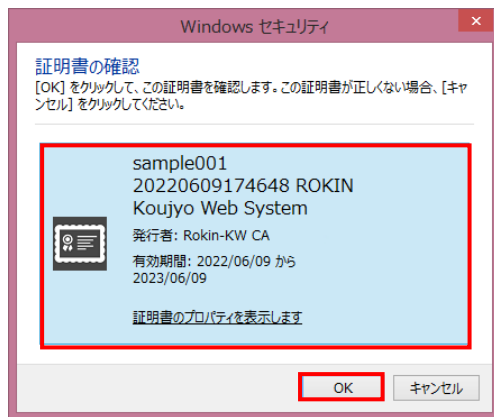 Windows セキュリティ
証明書の確認
[OK] をクリックして、この証明書を確認します。この証明書が正しくない場合、[キャ
ンセル] をクリックしてください。
sample001
20220609174648 ROKIN
Koujyo Web System
発行者: Rokin-KW CA
有効期間: 2022/06/09 から
2023/06/09
証明書のプロパティを表示します
OK
キャンセル